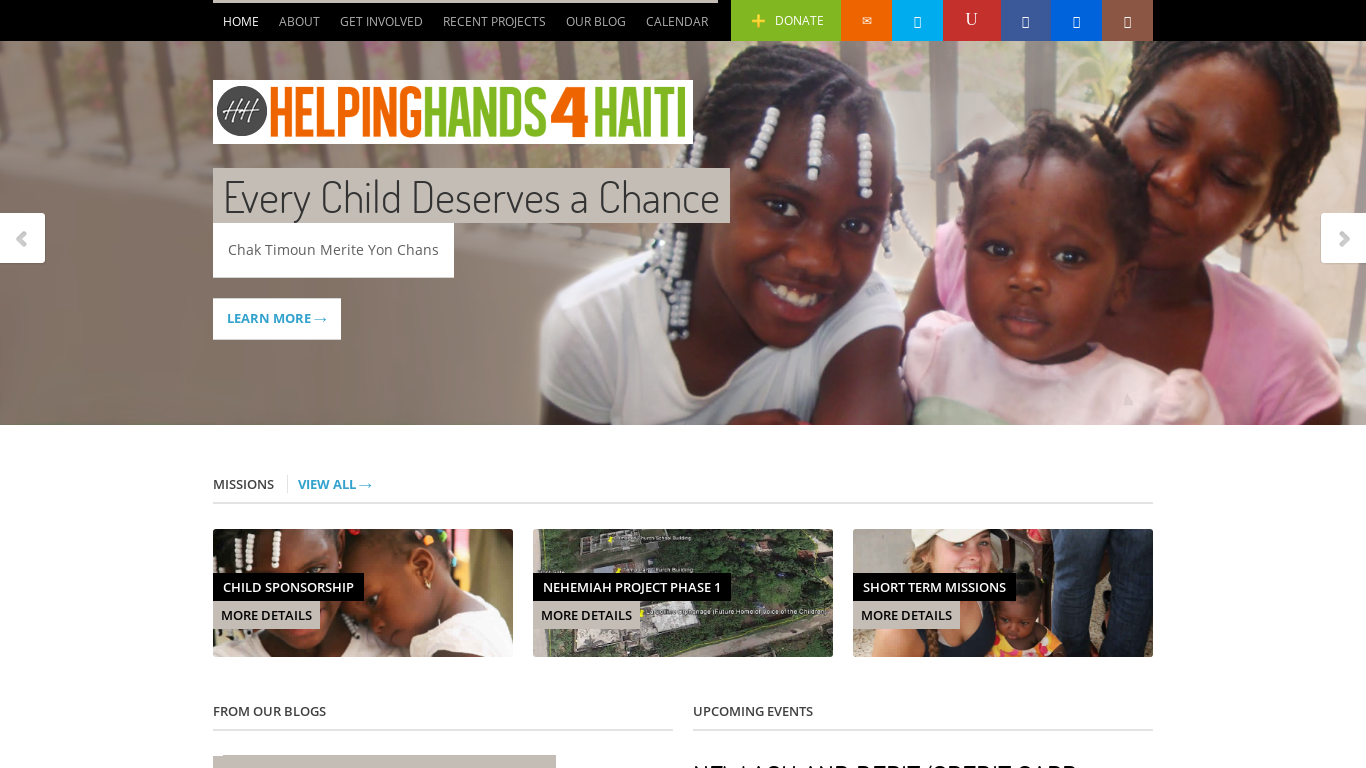 HOME ABOUT GET INVOLVED RECENT PROJECTS OUR BLOG CALENDAR DONATE
HH HELPINGHANDS4HAITI
Every Child Deserves a Chance
Chak Timoun Merite Yon Chans
LEARN MORE →
MISSIONS VIEW ALL →
CHILD SPONSORSHIP
MORE DETAILS
NEHEMIAH PROJECT PHASE 1
MORE DETAILS
SHORT TERM MISSIONS
MORE DETAILS
FROM OUR BLOGS
UPCOMING EVENTS